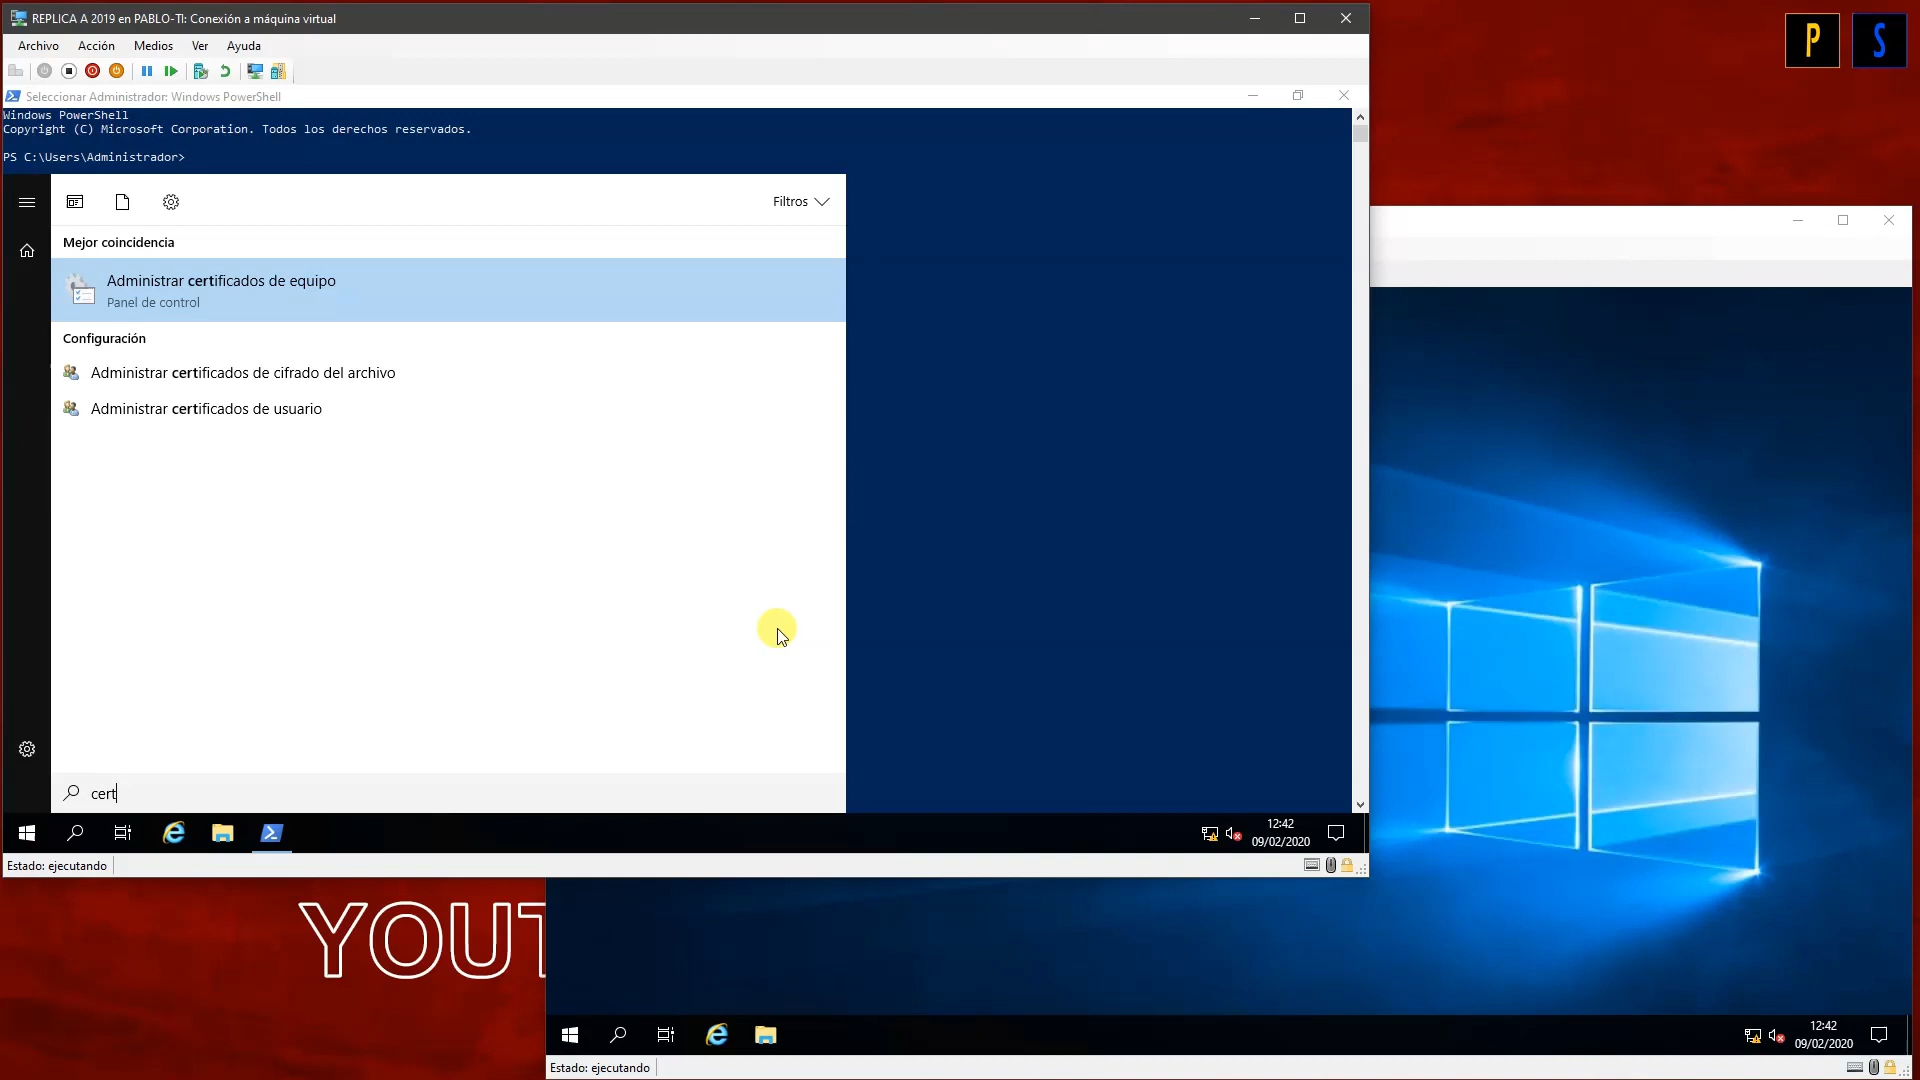 REPLICA A 2019 en PABLO-TI: Conexión a máquina virtual
Archivo Acción Medios Ver Ayuda
Seleccionar Administrador: Windows PowerShell
Windows PowerShell
Copyright (C) Microsoft Corporation. Todos los derechos reservados.
PS C:\Users\Administrador>
Filtros
Mejor coincidencia
Administrar certificados de equipo
Panel de control
Configuración
Administrar certificados de cifrado del archivo
Administrar certificados de usuario
cert
12:42
09/02/2020
Estado: ejecutando
P S
YOUT
12:42
09/02/2020
Estado: ejecutando